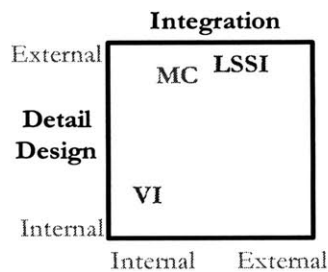 Integration
External
MC LSSI
Detail
Design
VI
Internal
Internal External